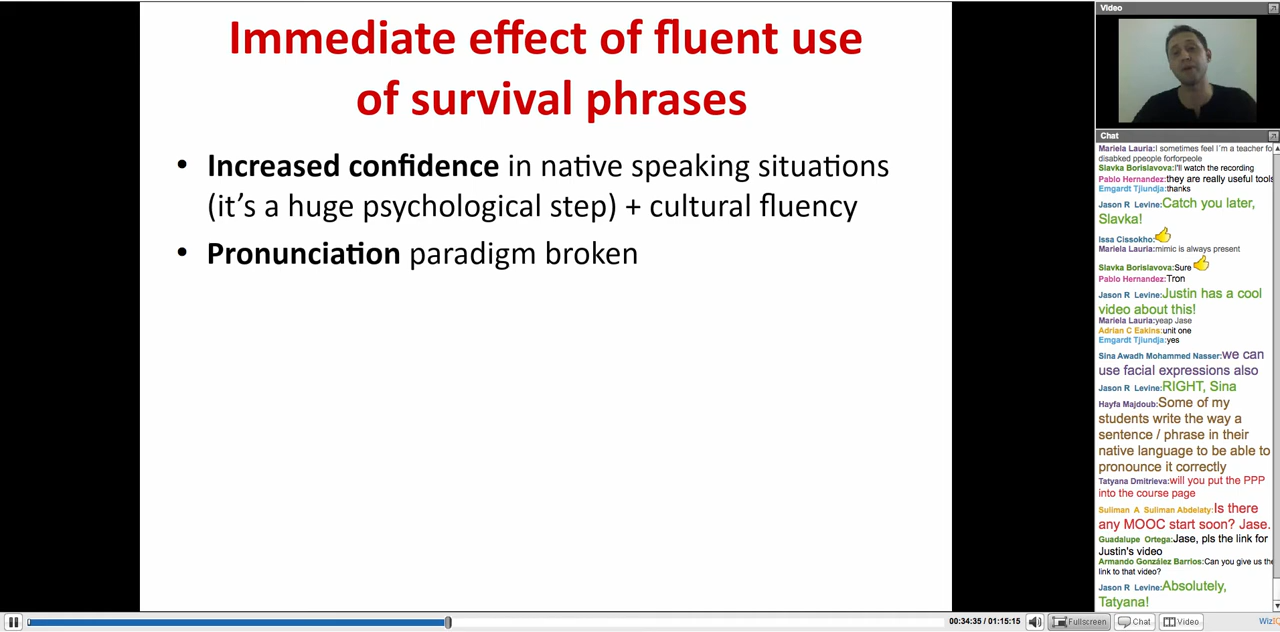 Immediate effect of fluent use
of survival phrases
• Increased confidence in native speaking situations
(it's a huge psychological step) + cultural fluency
• Pronunciation paradigm broken
Video
Chat
Mariela Lauria:I sometimes feel I´m a teacher fo
disabked ppeople forforpeole
Slavka Borislavova:I'll watch the recording
Pablo Hernandez:they are really useful tools
Emgardt Tjiundja:thanks
Jason R Levine:Catch you later,
Slavka!
Issa Cissokho:
Mariela Lauria:mimic is always present
Slavka Borislavova:Sure
Pablo Hernandez:Tron
Jason R Levine:Justin has a cool
video about this!
Mariela Lauria:yeap Jase
Adrian C Eakins:unit one
Emgardt Tjiundja:yes
Sina Awadh Mohammed Nasser:we can
use facial expressions also
Jason R Levine:RIGHT, Sina
Hayfa Majdoub:Some of my
students write the way a
sentence / phrase in their
native language to be able to
pronounce it correctly
Tatyana Dmitrieva:will you put the PPP
into the course page
Suliman A Suliman Abdelaty:Is there
any MOOC start soon? Jase.
Guadalupe Ortega:Jase, pls the link for
Justin's video
Armando González Barrios:Can you give us the
link to that video?
Jason R Levine:Absolutely,
Tatyana!
00:34:35 / 01:15:15 Fullscreen Chat Video WizIQ